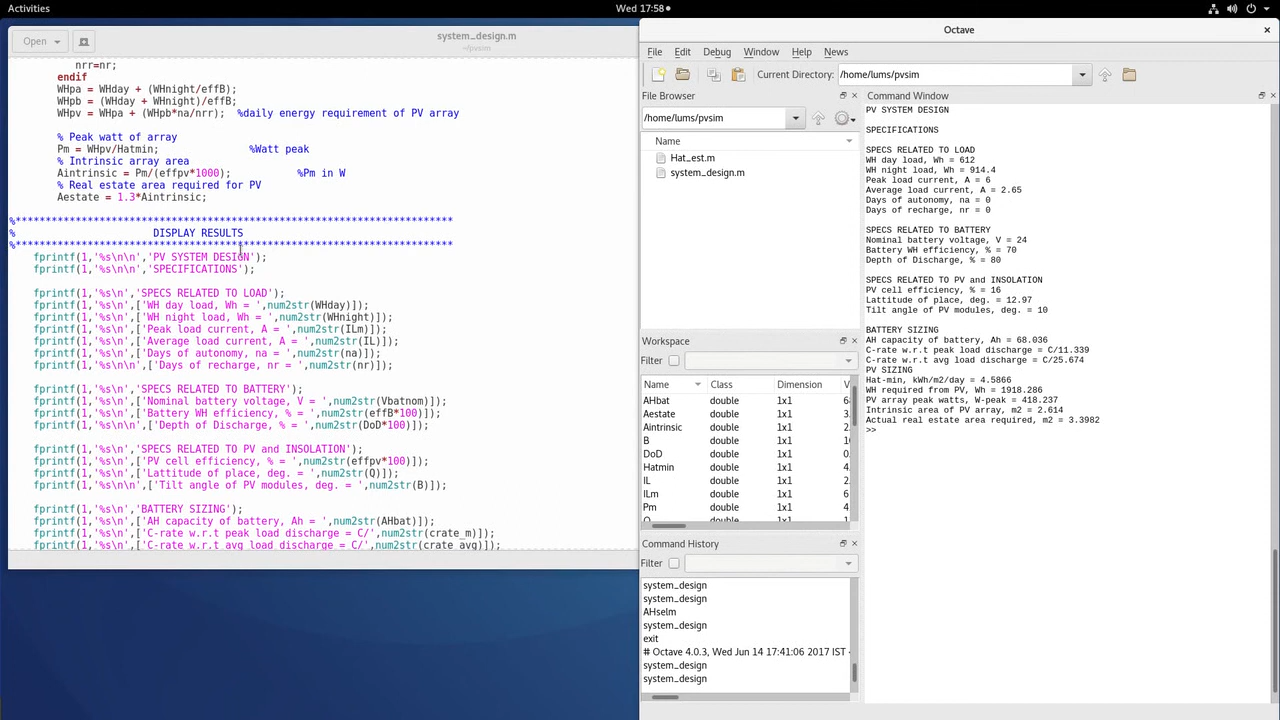 Activities
Wed 17:58
Open
system_design.m
~/pvsim
nrr=nr;
endif
WHpa = WHday + (WHnight/effB);
WHpb = (WHday + WHnight)/effB;
WHpv = WHpa + (WHpb*na/nrr);  %daily energy requirement of PV array
% Peak watt of array
Pm = WHpv/Hatmin;               %Watt peak
% Intrinsic array area
Aintrinsic = Pm/(effpv*1000);           %Pm in W
% Real estate area required for PV
Aestate = 1.3*Aintrinsic;
%*************************************************************************
%                       DISPLAY RESULTS
%*************************************************************************
fprintf(1,'%s\n\n','PV SYSTEM DESIGN');
fprintf(1,'%s\n\n','SPECIFICATIONS');
fprintf(1,'%s\n','SPECS RELATED TO LOAD');
fprintf(1,'%s\n',['WH day load, Wh = ',num2str(WHday)]);
fprintf(1,'%s\n',['WH night load, Wh = ',num2str(WHnight)]);
fprintf(1,'%s\n',['Peak load current, A = ',num2str(ILm)]);
fprintf(1,'%s\n',['Average load current, A = ',num2str(IL)]);
fprintf(1,'%s\n',['Days of autonomy, na = ',num2str(na)]);
fprintf(1,'%s\n\n',['Days of recharge, nr = ',num2str(nr)]);
fprintf(1,'%s\n','SPECS RELATED TO BATTERY');
fprintf(1,'%s\n',['Nominal battery voltage, V = ',num2str(Vbatnom)]);
fprintf(1,'%s\n',['Battery WH efficiency, % = ',num2str(effB*100)]);
fprintf(1,'%s\n\n',['Depth of Discharge, % = ',num2str(DoD*100)]);
fprintf(1,'%s\n','SPECS RELATED TO PV and INSOLATION');
fprintf(1,'%s\n',['PV cell efficiency, % = ',num2str(effpv*100)]);
fprintf(1,'%s\n',['Lattitude of place, deg. = ',num2str(Q)]);
fprintf(1,'%s\n\n',['Tilt angle of PV modules, deg. = ',num2str(B)]);
fprintf(1,'%s\n','BATTERY SIZING');
fprintf(1,'%s\n',['AH capacity of battery, Ah = ',num2str(AHbat)]);
fprintf(1,'%s\n',['C-rate w.r.t peak load discharge = C/',num2str(crate_m)]);
fprintf(1,'%s\n',['C-rate w.r.t avg load discharge = C/',num2str(crate_avg)]);
Octave
File Edit Debug Window Help News
Current Directory: /home/lums/pvsim
File Browser
/home/lums/pvsim
Name
Hat_est.m
system_design.m
Workspace
Filter
Name Class Dimension V
AHbat double 1x1 6
Aestate double 1x1 3.
Aintrinsic double 1x1 2.
B double 1x1 10
DoD double 1x1 0.
Hatmin double 1x1 4.
IL double 1x1 2.
ILm double 1x1 6
Pm double 1x1 4
Command History
Filter
system_design
system_design
AHselm
system_design
exit
# Octave 4.0.3, Wed Jun 14 17:41:06 2017 IST
system_design
system_design
Command Window
PV SYSTEM DESIGN
SPECIFICATIONS
SPECS RELATED TO LOAD
WH day load, Wh = 612
WH night load, Wh = 914.4
Peak load current, A = 6
Average load current, A = 2.65
Days of autonomy, na = 0
Days of recharge, nr = 0
SPECS RELATED TO BATTERY
Nominal battery voltage, V = 24
Battery WH efficiency, % = 70
Depth of Discharge, % = 80
SPECS RELATED TO PV and INSOLATION
PV cell efficiency, % = 16
Lattitude of place, deg. = 12.97
Tilt angle of PV modules, deg. = 10
BATTERY SIZING
AH capacity of battery, Ah = 68.036
C-rate w.r.t peak load discharge = C/11.339
C-rate w.r.t avg load discharge = C/25.674
PV SIZING
Hat-min, kWh/m2/day = 4.5866
WH required from PV, Wh = 1918.286
PV array peak watts, W-peak = 418.237
Intrinsic area of PV array, m2 = 2.614
Actual real estate area required, m2 = 3.3982
>>